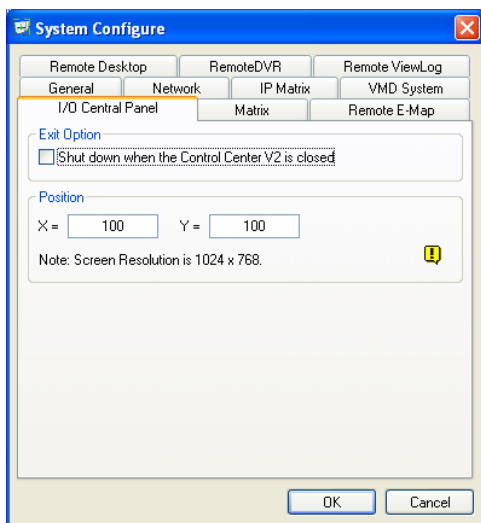 System Configure
Remote Desktop RemoteDVR Remote ViewLog
General Network IP Matrix VMD System
I/O Central Panel Matrix Remote E-Map
Exit Option
Shut down when the Control Center V2 is closed
Position
X = 100 Y = 100
Note: Screen Resolution is 1024 x 768.
OK Cancel